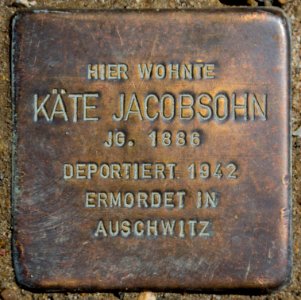 HIER WOHNTE
KÄTE JACOBSOHN
JG. 1886
DEPORTIERT 1942
ERMORDET IN
AUSCHWITZ